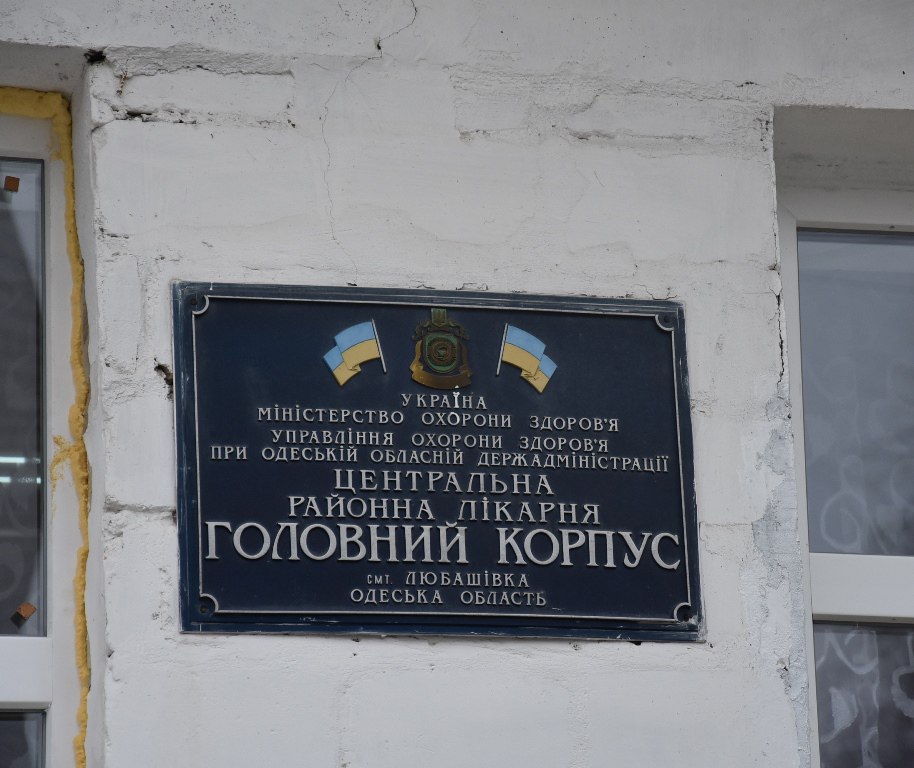 УКРАЇНА
МІНІСТЕРСТВО ОХОРОНИ ЗДОРОВ'Я
УПРАВЛІННЯ ОХОРОНИ ЗДОРОВ'Я
ПРИ ОДЕСЬКІЙ ОБЛАСНІЙ ДЕРЖАДМІНІСТРАЦІЇ
ЦЕНТРАЛЬНА
РАЙОННА ЛІКАРНЯ
ГОЛОВНИЙ КОРПУС
СМТ. ЛЮБАШІВКА
ОДЕСЬКА ОБЛАСТЬ